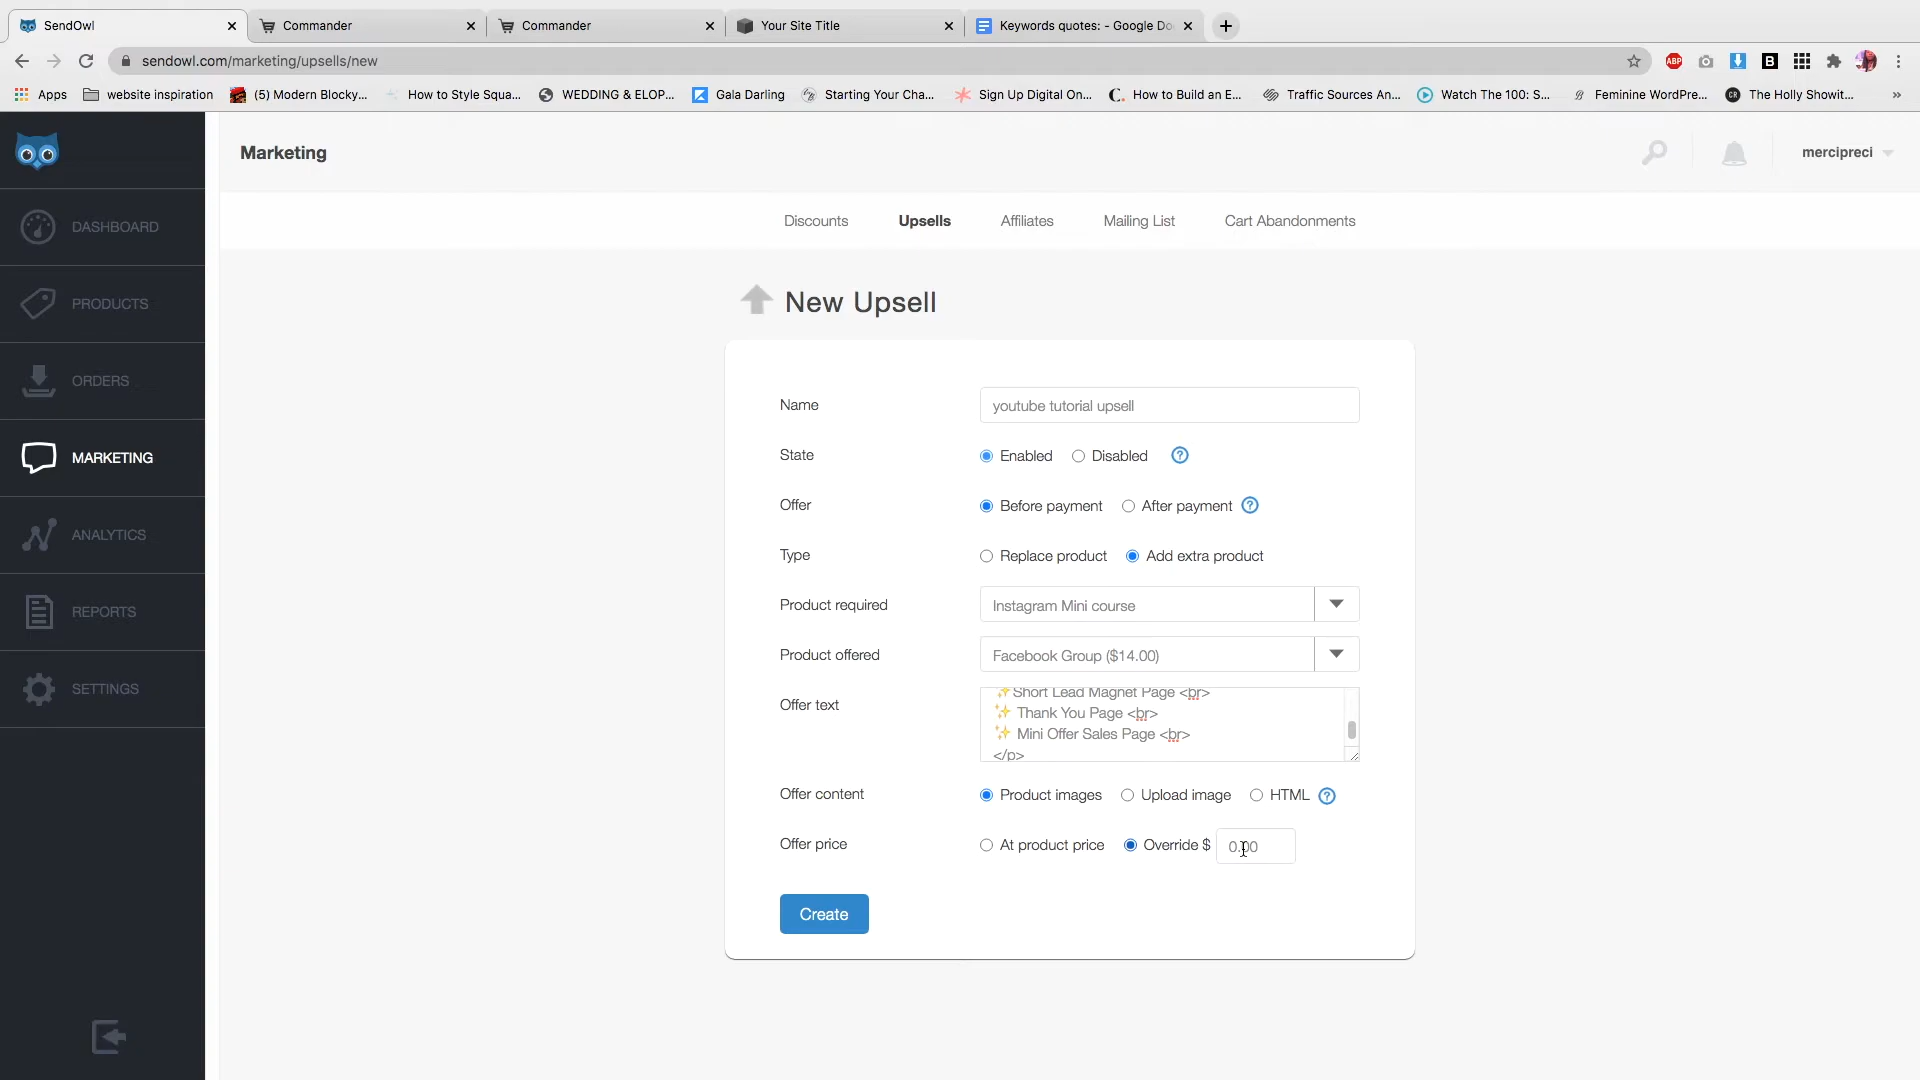 SendOwl
Commander
Commander
Your Site Title
Keywords quotes: - Google Do
sendowl.com/marketing/upsells/new
ABP
B
Apps
website inspiration
(5) Modern Blocky...
How to Style Squa...
WEDDING & ELOP...
Gala Darling
Starting Your Cha...
Sign Up Digital On...
How to Build an E...
Traffic Sources An...
Watch The 100: S...
Feminine WordPre...
CR
The Holly Showit...
»
Marketing
mercipreci
Discounts
Upsells
Affiliates
Mailing List
Cart Abandonments
DASHBOARD
PRODUCTS
ORDERS
MARKETING
ANALYTICS
REPORTS
SETTINGS
New Upsell
Name
youtube tutorial upsell
State
Enabled
Disabled
?
Offer
Before payment
After payment
?
Type
Replace product
Add extra product
Product required
Instagram Mini course
Product offered
Facebook Group ($14.00)
Offer text
✨Short Lead Magnet Page <br>
✨ Thank You Page <br>
✨ Mini Offer Sales Page <br>
</p>
Offer content
Product images
Upload image
HTML
?
Offer price
At product price
Override $
0.00
Create